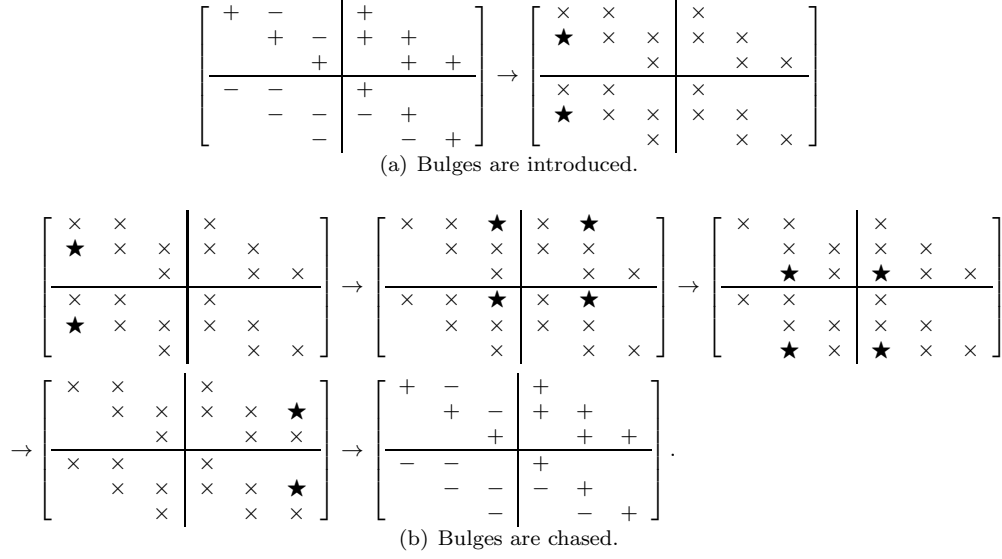 + − + × × ×
+ − + + ★ × × × ×
+ + + × × ×
→
− − + × × ×
− − − + ★ × × × ×
− − + × × ×
(a) Bulges are introduced.
× × × × × ★ × ★ × × ×
★ × × × × × × × × × × × ×
× × × × × × ★ × ★ × ×
→ →
× × × × × ★ × ★ × × ×
★ × × × × × × × × × × × ×
× × × × × × ★ × ★ × ×
× × × + − +
× × × × ★ + − + +
× × × + + +
→ → .
× × × − − +
× × × × ★ − − − +
× × × − − +
(b) Bulges are chased.